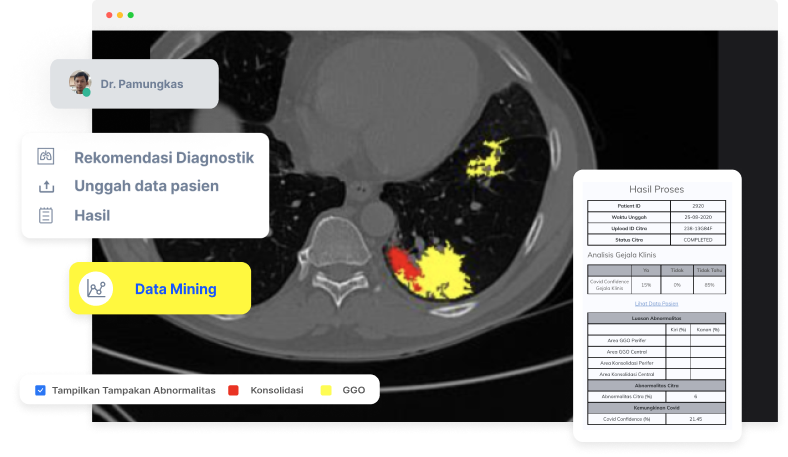 Dr. Pamungkas
Rekomendasi Diagnostik
Unggah data pasien
Hasil
Data Mining
Tampilkan Tampakan Abnormalitas Konsolidasi GGO
Hasil Proses
Patient ID 2920
Waktu Unggah 25-09-2020
Upload ID Citra
Status Citra COMPLETED
Analisis Gejala Klinis
Ya Tidak Tidak Tahu
Covid Confidence
Gejala Klinis 15% 0% 85%
Lihat Data Pasien
Luasan Abnormalitas
Kiri (%) Kanan (%)
Area GGO Perifer
Area GGO Central
Area Konsolidasi Perifer
Area Konsolidasi Central
Abnormalitas Citra
Abnormalitas Citra (%) 6
Kemungkinan Covid
Covid Confidence (%) 21.45